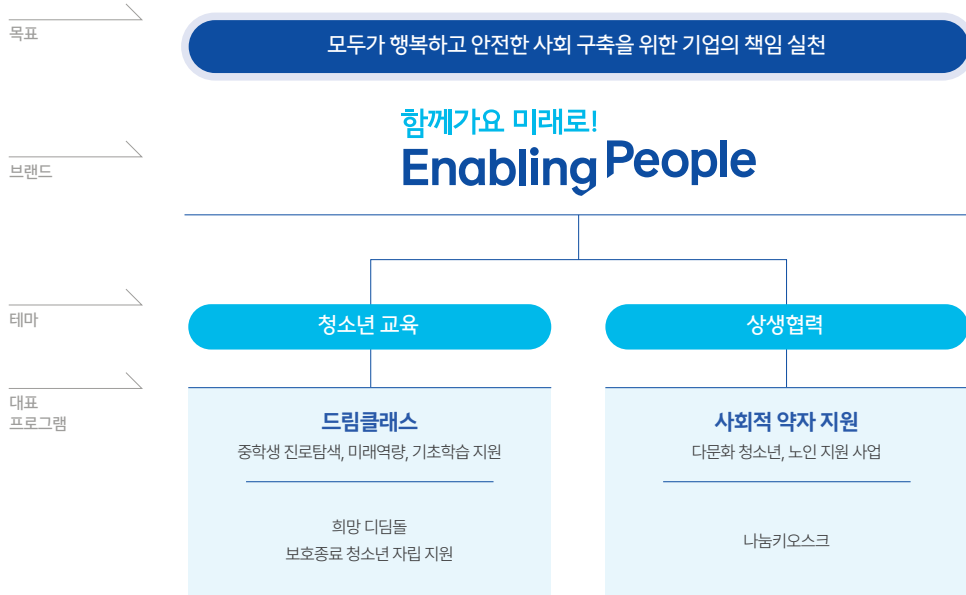 목표
모두가 행복하고 안전한 사회 구축을 위한 기업의 책임 실천
함께가요 미래로!
Enabling People
브랜드
테마
청소년 교육
상생협력
대표
프로그램
드림클래스
중학생 진로탐색, 미래역량, 기초학습 지원
희망 디딤돌
보호종료 청소년 자립 지원
사회적 약자 지원
다문화 청소년, 노인 지원 사업
나눔키오스크